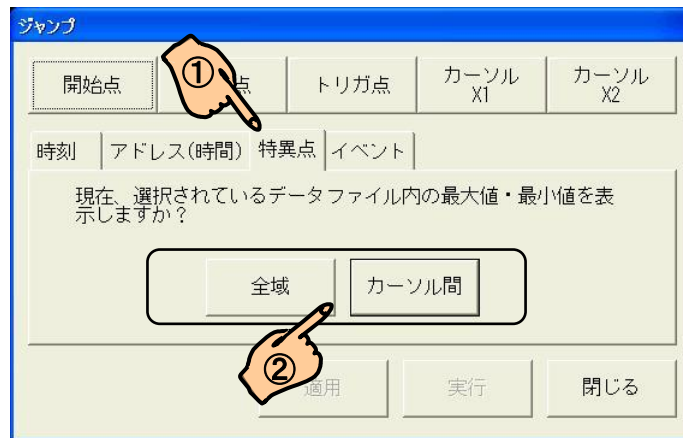 ジャンプ
開始点
①
点
トリガ点
カーソル
X1
カーソル
X2
時刻
アドレス(時間)
特異点
イベント
現在、選択されているデータファイル内の最大値・最小値を表
示しますか？
全域
カーソル間
②
適用
実行
閉じる